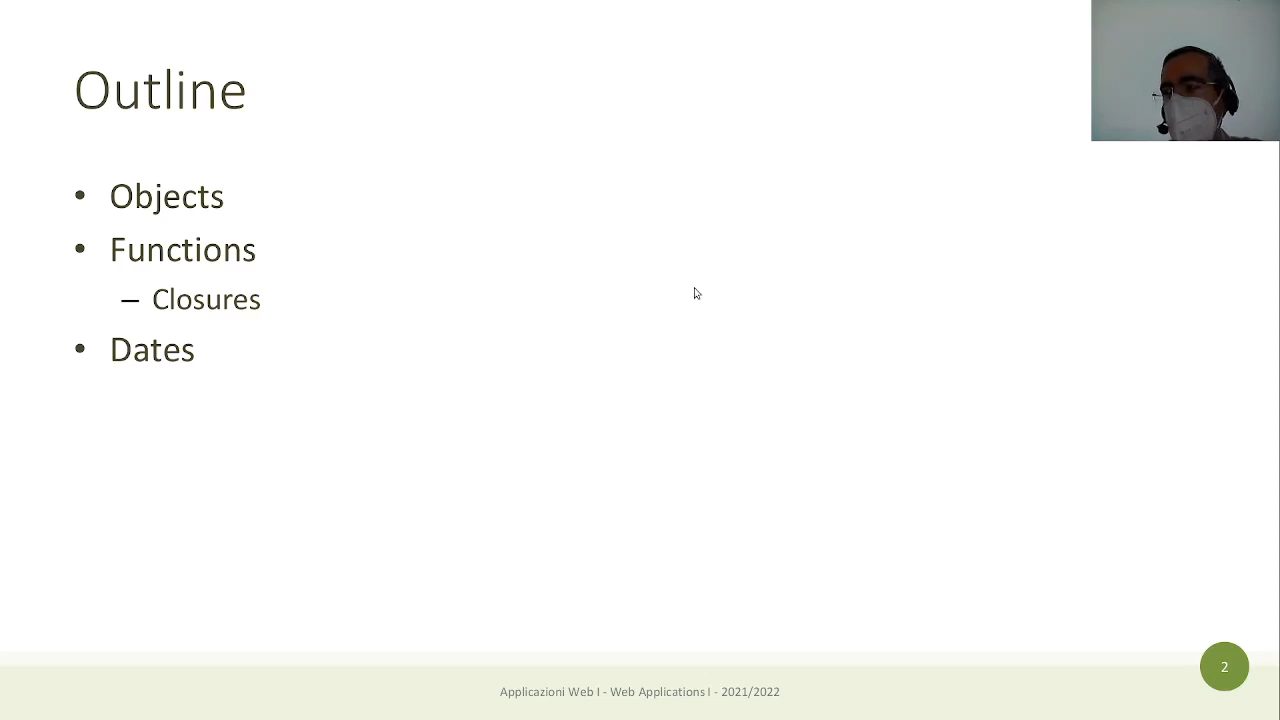 Outline
• Objects
• Functions
– Closures
• Dates
Applicazioni Web I - Web Applications I - 2021/2022
2